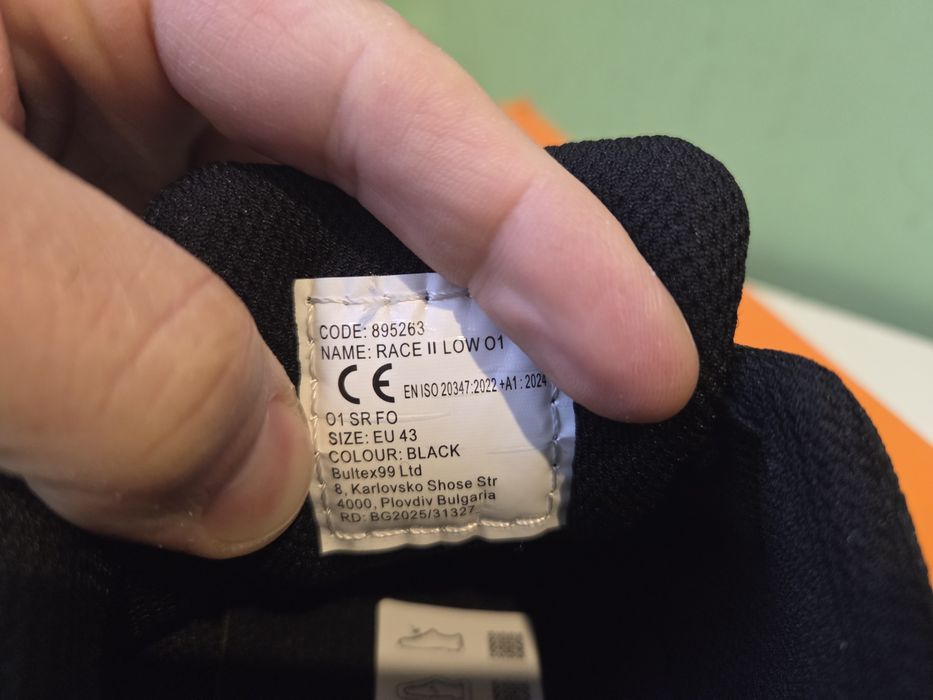 CODE: 895263
NAME: RACE II LOW O1
CE EN ISO 20347:2022 +A1 : 2024
O1 SR FO
SIZE: EU 43
COLOUR: BLACK
Bultex99 Ltd
8, Karlovsko Shose Str
4000, Plovdiv Bulgaria
RD: BG2025/31327